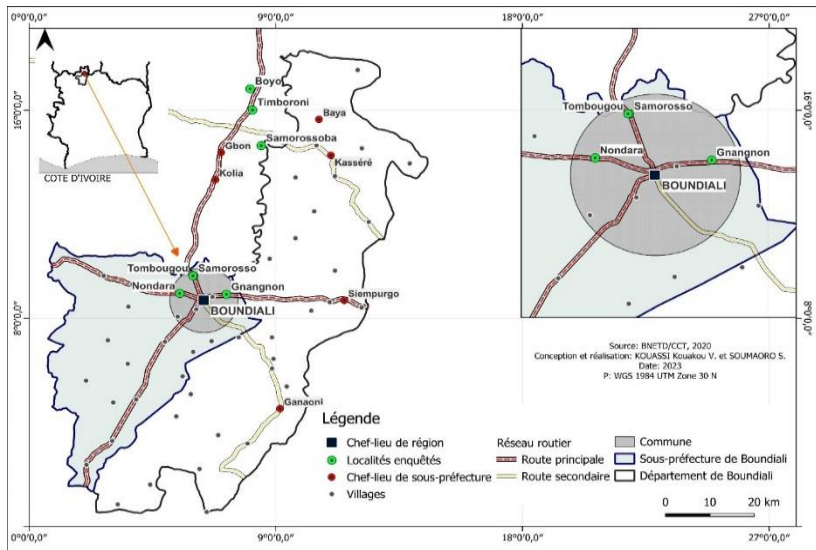 0°0'0,0"
9°0'0,0"
18°0'0,0"
27°0'0,0"
16°0'0,0"
8°0'0,0"
COTE D'IVOIRE
Boyo
Timboroni
Baya
Samorossoba
Gbon
Kasséré
Kolia
Tombougou
Samorosso
Nondara
Gnangnon
BOUNDIALI
Siempurgo
Ganaoni
Tombougou
Samorosso
Nondara
Gnangnon
BOUNDIALI
16°0'0,0"
8°0'0,0"
Source: BNETD/CCT, 2020
Conception et réalisation: KOUASSI Kouakou V. et SOUMAORO S.
Date: 2023
P: WGS 1984 UTM Zone 30 N
Légende
Chef-lieu de région
Localités enquêtés
Chef-lieu de sous-préfecture
Villages
Réseau routier
Route principale
Route secondaire
Commune
Sous-préfecture de Boundiali
Département de Boundiali
0 10 20 km
0°0'0,0"
9°0'0,0"
18°0'0,0"
27°0'0,0"